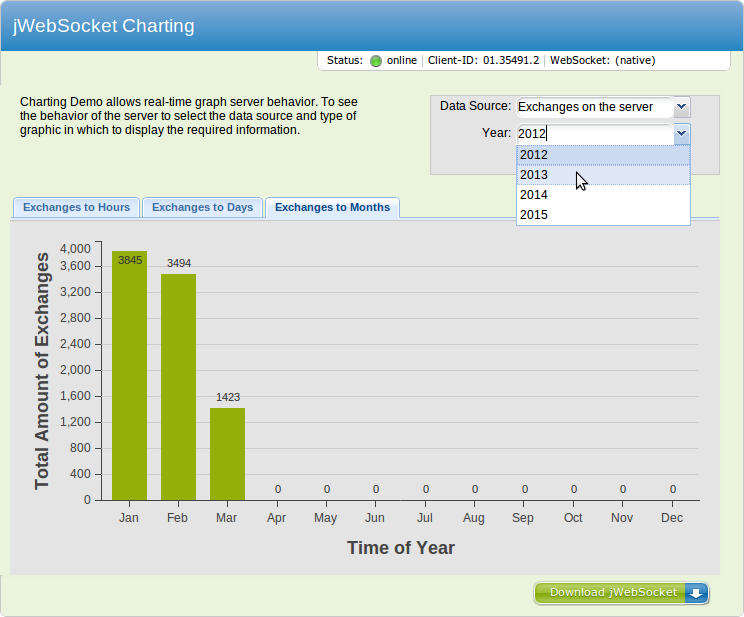 jWebSocket Charting
Status: online Client-ID: 01.35491.2 WebSocket: (native)
Charting Demo allows real-time graph server behavior. To see
the behavior of the server to select the data source and type of
graphic in which to display the required information.
Data Source: Exchanges on the server
Year: 2012
2012
2013
2014
2015
Exchanges to Hours Exchanges to Days Exchanges to Months
Total Amount of Exchanges
4,000
3,600
3,200
2,800
2,400
2,000
1,600
1,200
800
400
0
3845 3494 1423 0 0 0 0 0 0 0 0 0
Jan Feb Mar Apr May Jun Jul Aug Sep Oct Nov Dec
Time of Year
Download jWebSocket